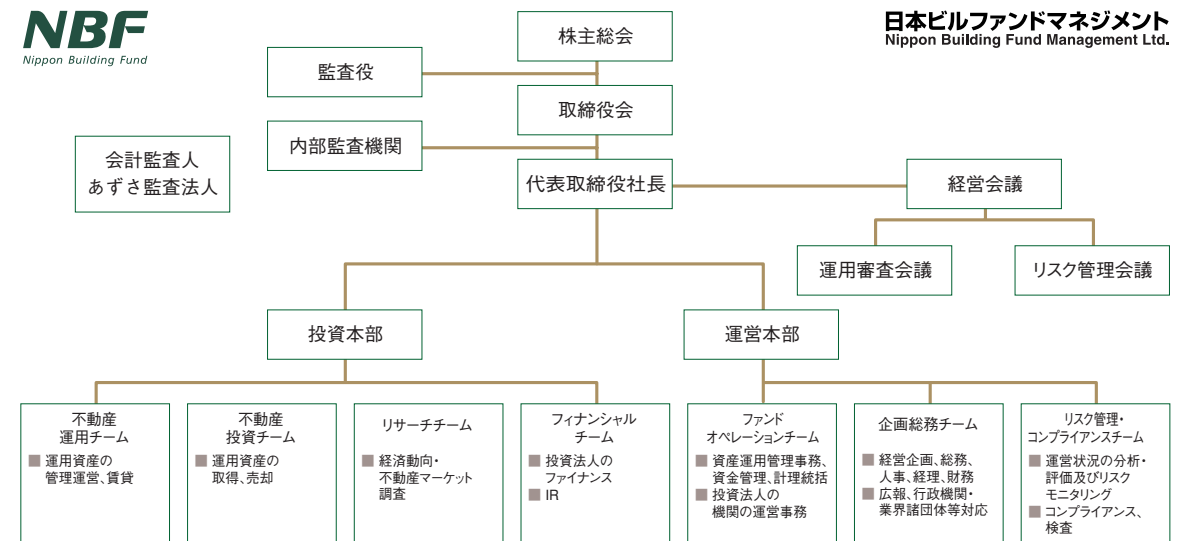 NBF
Nippon Building Fund
日本ビルファンドマネジメント
Nippon Building Fund Management Ltd.
株主総会
監査役
取締役会
内部監査機関
会計監査人
あずさ監査法人
代表取締役社長
経営会議
運用審査会議
リスク管理会議
投資本部
運営本部
不動産
運用チーム
■ 運用資産の
管理運営、賃貸
不動産
投資チーム
■ 運用資産の
取得、売却
リサーチチーム
■ 経済動向・
不動産マーケット
調査
フィナンシャル
チーム
■ 投資法人の
ファイナンス
■ IR
ファンド
オペレーションチーム
■ 資産運用管理事務、
資金管理、計理統括
■ 投資法人の
機関の運営事務
企画総務チーム
■ 経営企画、総務、
人事、経理、財務
■ 広報、行政機関・
業界諸団体等対応
リスク管理・
コンプライアンスチーム
■ 運営状況の分析・
評価及びリスク
モニタリング
■ コンプライアンス、
検査